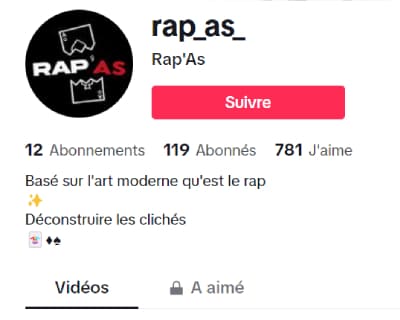 rap_as_
Rap'As
RAP'AS
Suivre
12 Abonnements 119 Abonnés 781 J'aime
Basé sur l'art moderne qu'est le rap
✨
Déconstruire les clichés
🃏♦️♠️
Vidéos A aimé